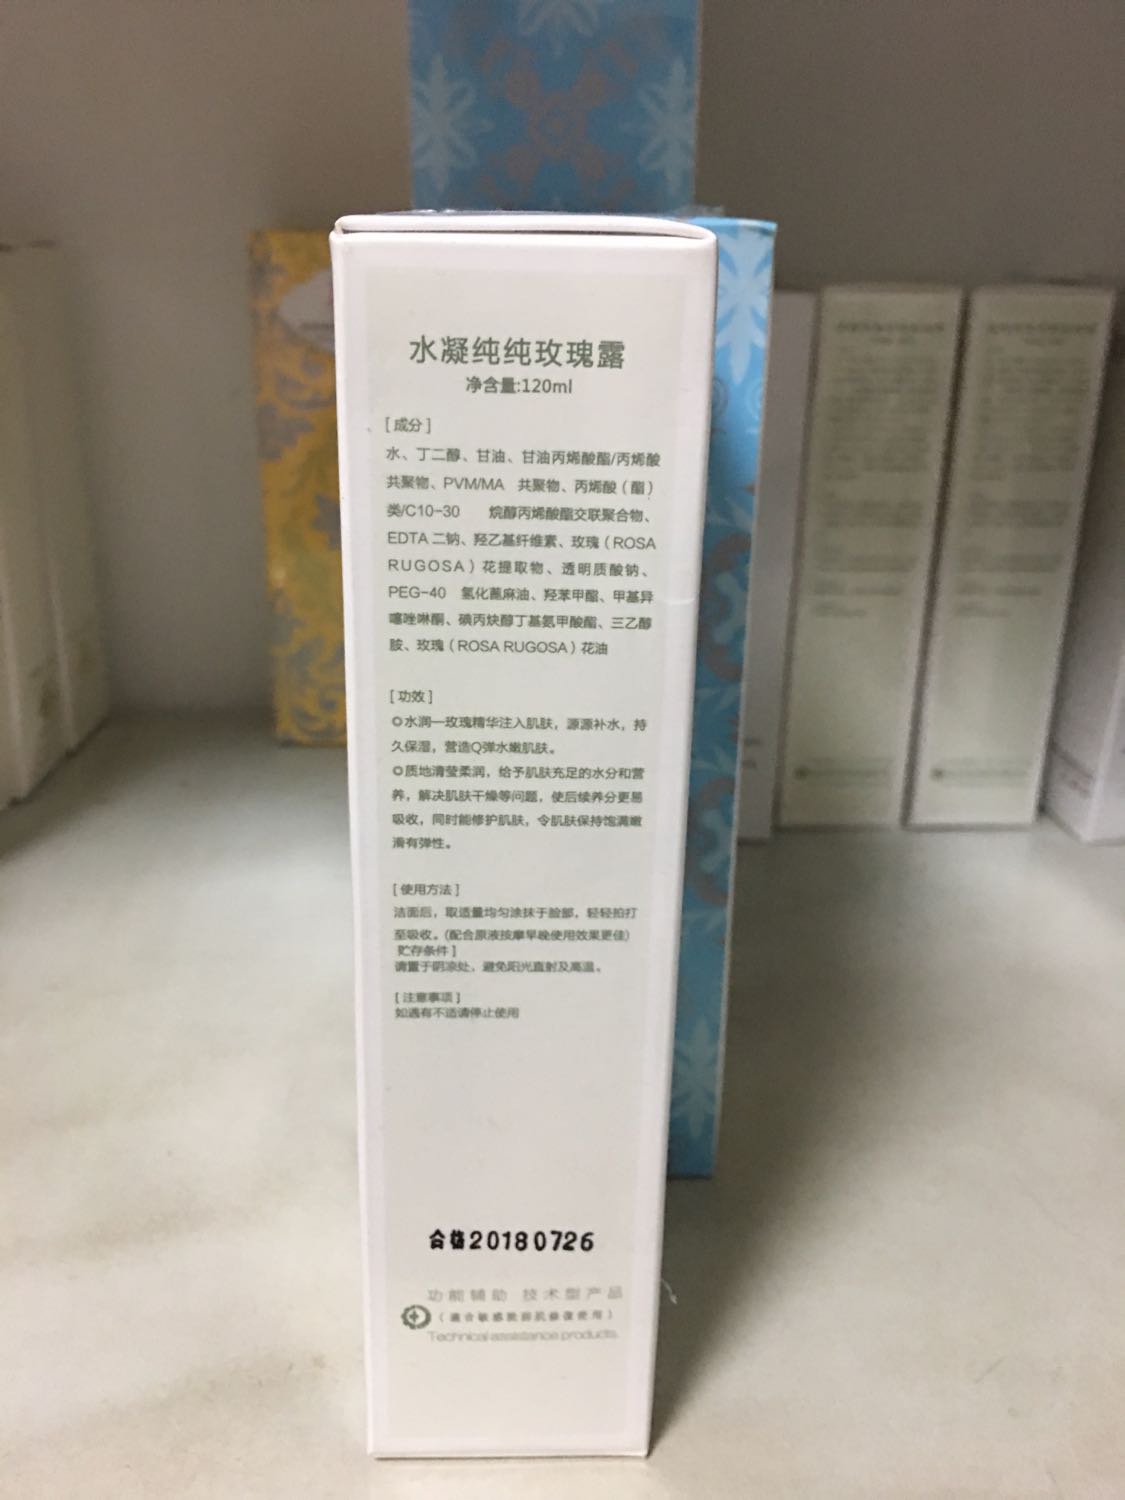 水凝纯纯玫瑰露
净含量:120ml
[ 成分 ]
水、丁二醇、甘油、甘油丙烯酸酯/丙烯酸
共聚物、PVM/MA 共聚物、丙烯酸（酯）
类/C10-30 烷醇丙烯酸酯交联聚合物、
EDTA 二钠、羟乙基纤维素、玫瑰（ROSA
RUGOSA）花提取物、透明质酸钠、
PEG-40 氢化蓖麻油、羟苯甲酯、甲基异
噻唑啉酮、碘丙炔醇丁基氨甲酸酯、三乙醇
胺、玫瑰（ROSA RUGOSA）花油
[ 功效 ]
水润一玫瑰精华注入肌肤，源源补水，持
久保湿，营造Q弹水嫩肌肤。
质地清莹柔润，给予肌肤充足的水分和营
养，解决肌肤干燥等问题，使后续养分更易
吸收，同时能修护肌肤，令肌肤保持饱满嫩
滑有弹性。
[ 使用方法 ]
洁面后，取适量均匀涂抹于脸部，轻轻拍打
至吸收。（配合原液按摩早晚使用效果更佳）
贮存条件 ]
请置于阴凉处，避免阳光直射及高温。
[ 注意事项 ]
如遇有不适请停止使用
合格20180726
功能辅助 技术型产品
（適合敏感脆弱肌修復使用）
Technical assistance products